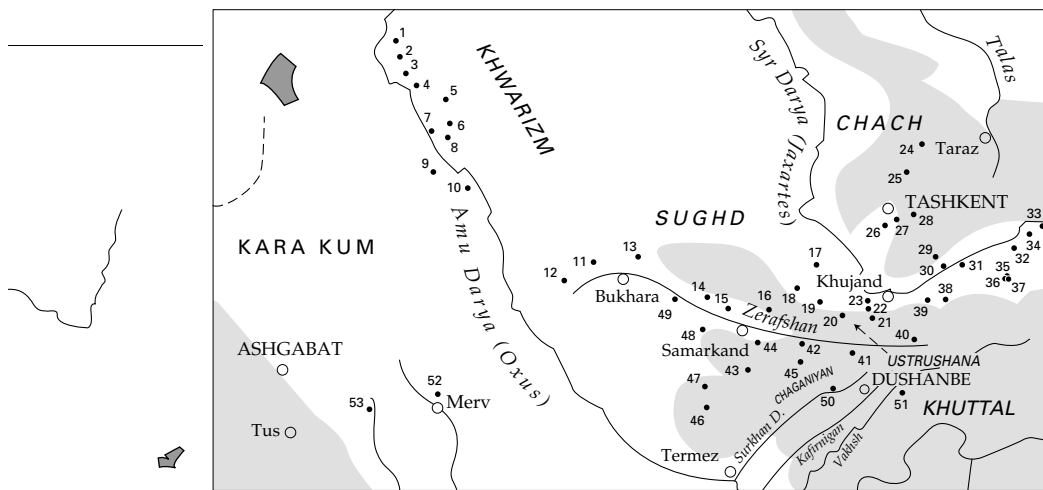 1
2
3
4
5
6
7
8
9
10
KHWARIZM
Syr Darya (Jaxartes)
Talas
CHACH
24
Taraz
25
TASHKENT
26
27
28
33
34
32
29
30
31
35
36
37
SUGHD
KARA KUM
Amu Darya (Oxus)
11
12
13
Bukhara
17
Khujand
14
15
16
18
19
23
22
38
39
49
Zerafshan
20
21
48
Samarkand
44
42
40
41
USTRUSHANA
ASHGABAT
43
45
CHAGANIYAN
DUSHANBE
47
46
50
51
KHUTTAL
52
53
Merv
Tus
Surkhan D.
Kafirnigan
Vakhsh
Termez